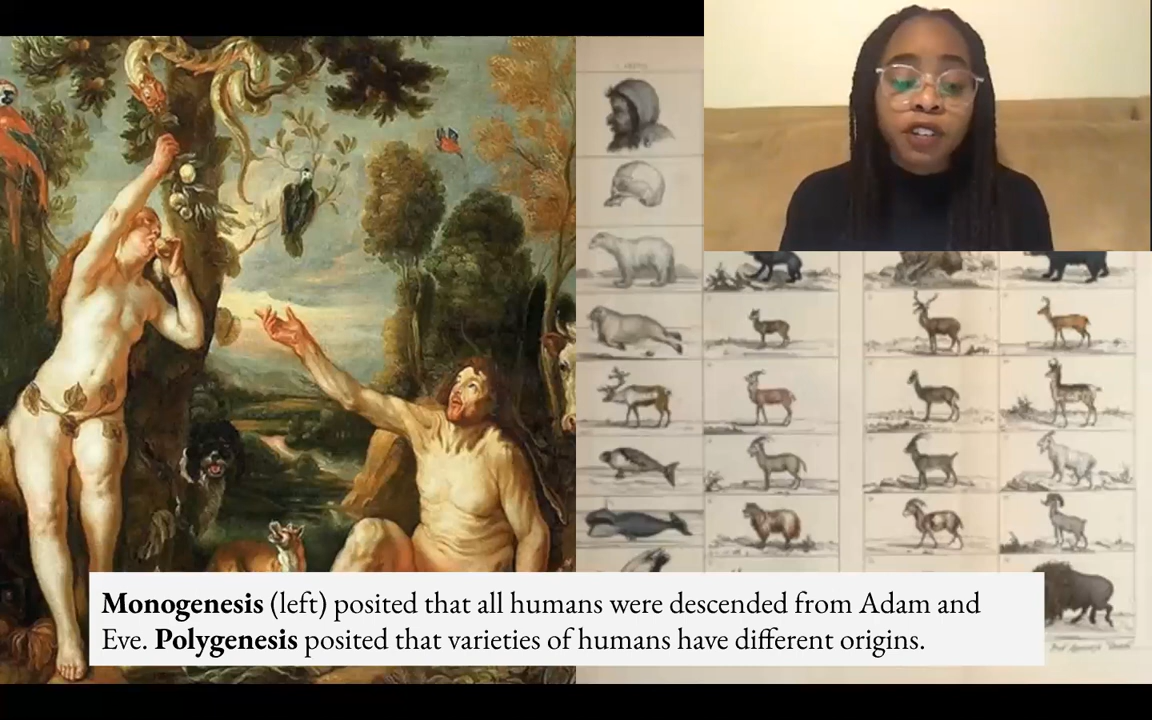 I. ARCTIC
Monogenesis (left) posited that all humans were descended from Adam and
Eve. Polygenesis posited that varieties of humans have different origins.